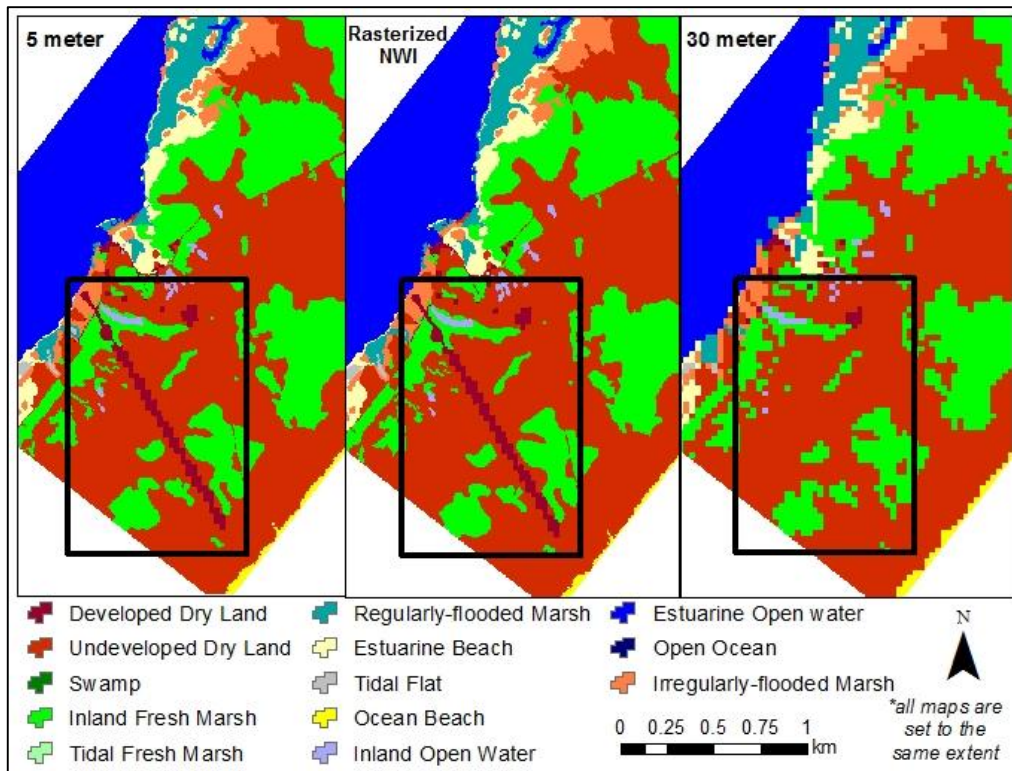 5 meter
Rasterized
NWI
30 meter
Developed Dry Land
Undeveloped Dry Land
Swamp
Inland Fresh Marsh
Tidal Fresh Marsh
Regularly-flooded Marsh
Estuarine Beach
Tidal Flat
Ocean Beach
Inland Open Water
Estuarine Open water
Open Ocean
Irregularly-flooded Marsh
0 0.25 0.5 0.75 1
km
N
*all maps are
set to the
same extent